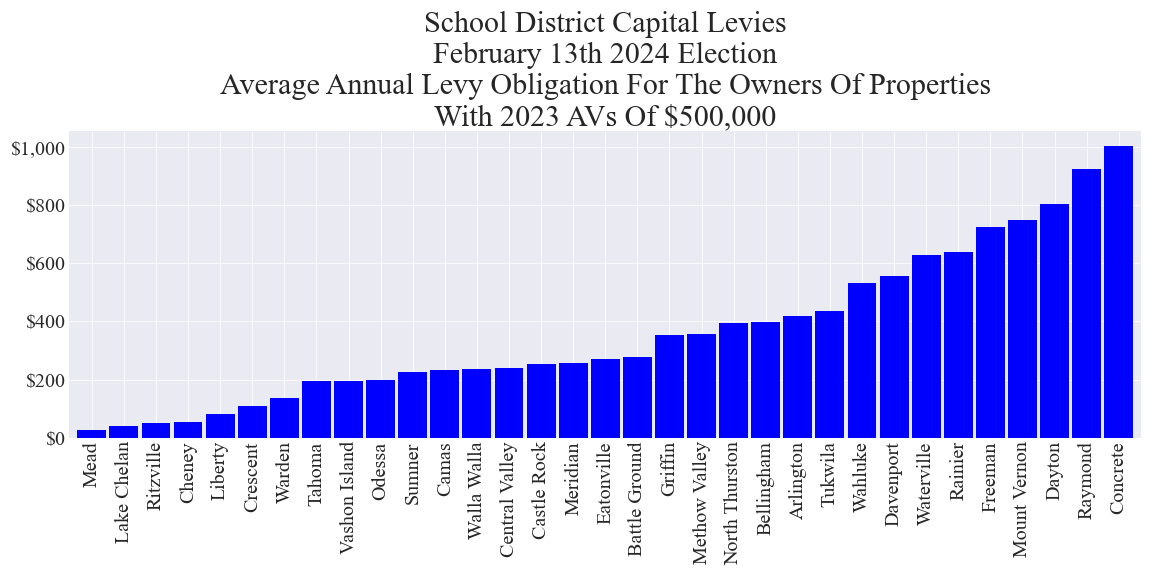 School District Capital Levies
February 13th 2024 Election
Average Annual Levy Obligation For The Owners Of Properties
With 2023 AVs Of $500,000
$1,000
$800
$600
$400
$200
$0
Mead
Lake Chelan
Ritzville
Cheney
Liberty
Crescent
Warden
Tahoma
Vashon Island
Odessa
Sumner
Camas
Walla Walla
Central Valley
Castle Rock
Meridian
Eatonville
Battle Ground
Griffin
Methow Valley
North Thurston
Bellingham
Arlington
Tukwila
Wahluke
Davenport
Waterville
Rainier
Freeman
Mount Vernon
Dayton
Raymond
Concrete